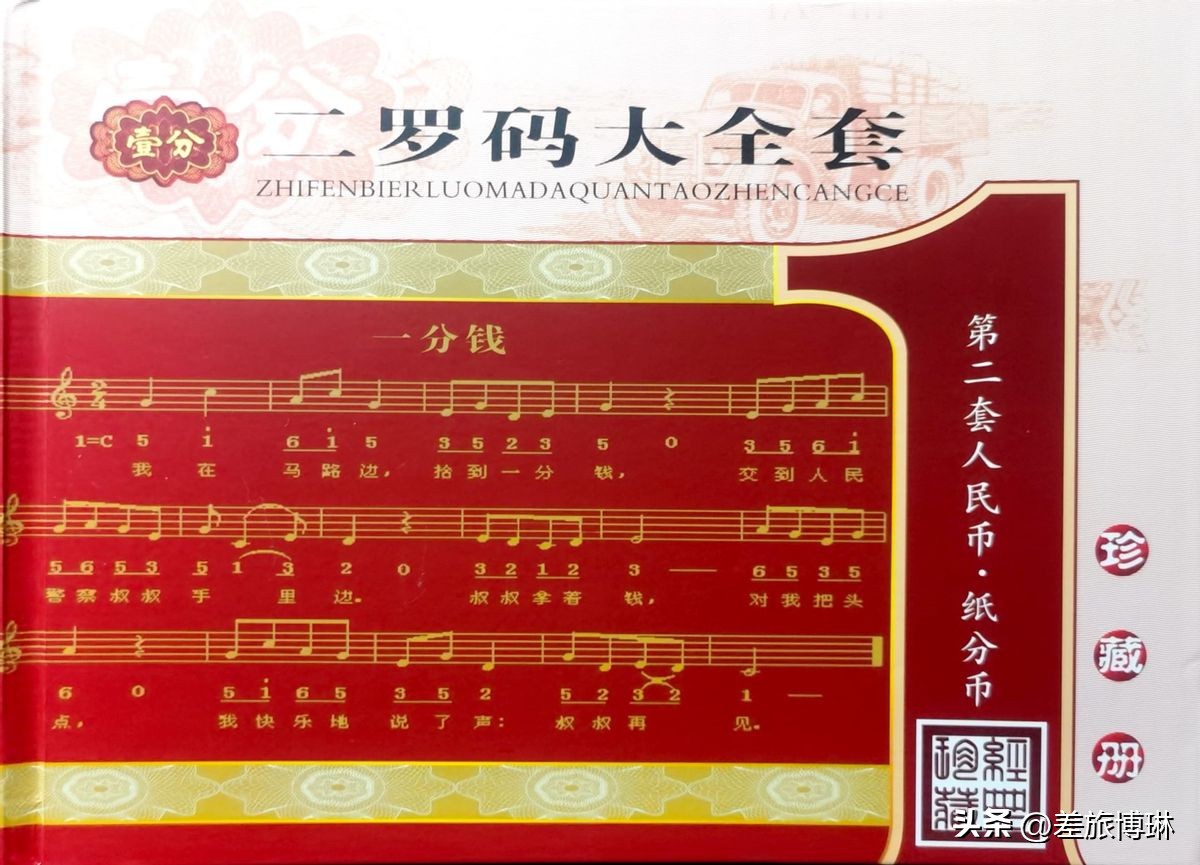 壹分
二罗码大全套
ZHIFENBIERLUOMADAQUANTAOZHENCANGCE
一分钱
1=C 5 i 6 i 5 3 5 2 3 5 0 3 5 6 i
我在马路边，拾到一分钱，交到人民
5 6 5 3 5 1 3 2 0 3 2 1 2 3 — 6 5 3 5
警察叔叔手里边。叔叔拿着钱，对我把头
6 0 5 i 6 5 3 5 2 5 2 3 2 1 —
点，我快乐地说了声：叔叔再见。
第二套人民币·纸分币
珍藏册
經典珍藏
头条 @差旅博琳